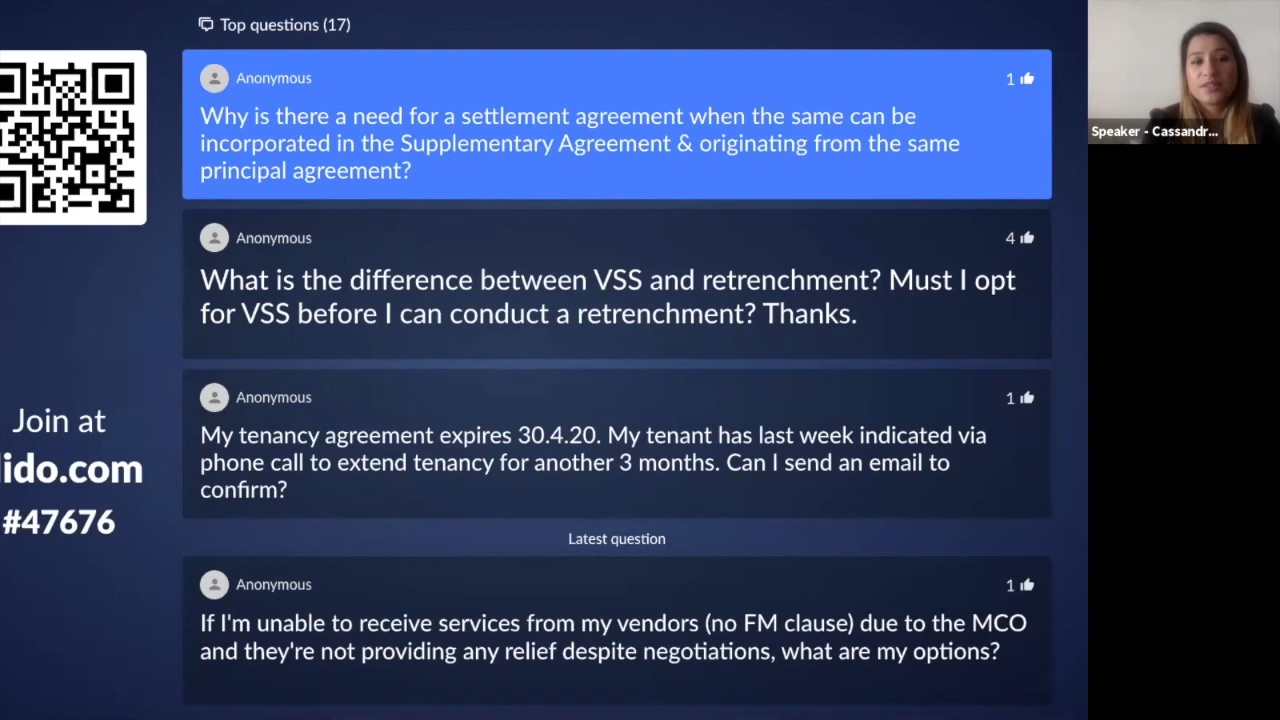 Top questions (17)
Anonymous
1
Why is there a need for a settlement agreement when the same can be
incorporated in the Supplementary Agreement & originating from the same
principal agreement?
Anonymous
4
What is the difference between VSS and retrenchment? Must I opt
for VSS before I can conduct a retrenchment? Thanks.
Anonymous
1
My tenancy agreement expires 30.4.20. My tenant has last week indicated via
phone call to extend tenancy for another 3 months. Can I send an email to
confirm?
Latest question
Anonymous
1
If I'm unable to receive services from my vendors (no FM clause) due to the MCO
and they're not providing any relief despite negotiations, what are my options?
Join at
lido.com
#47676
Speaker - Cassandr...